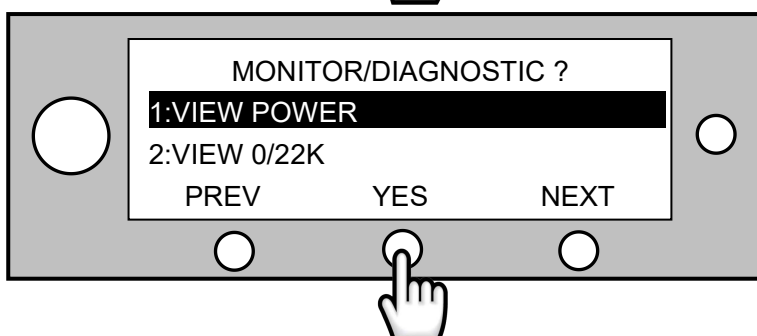 MONITOR/DIAGNOSTIC ?
1:VIEW POWER
2:VIEW 0/22K
PREV YES NEXT